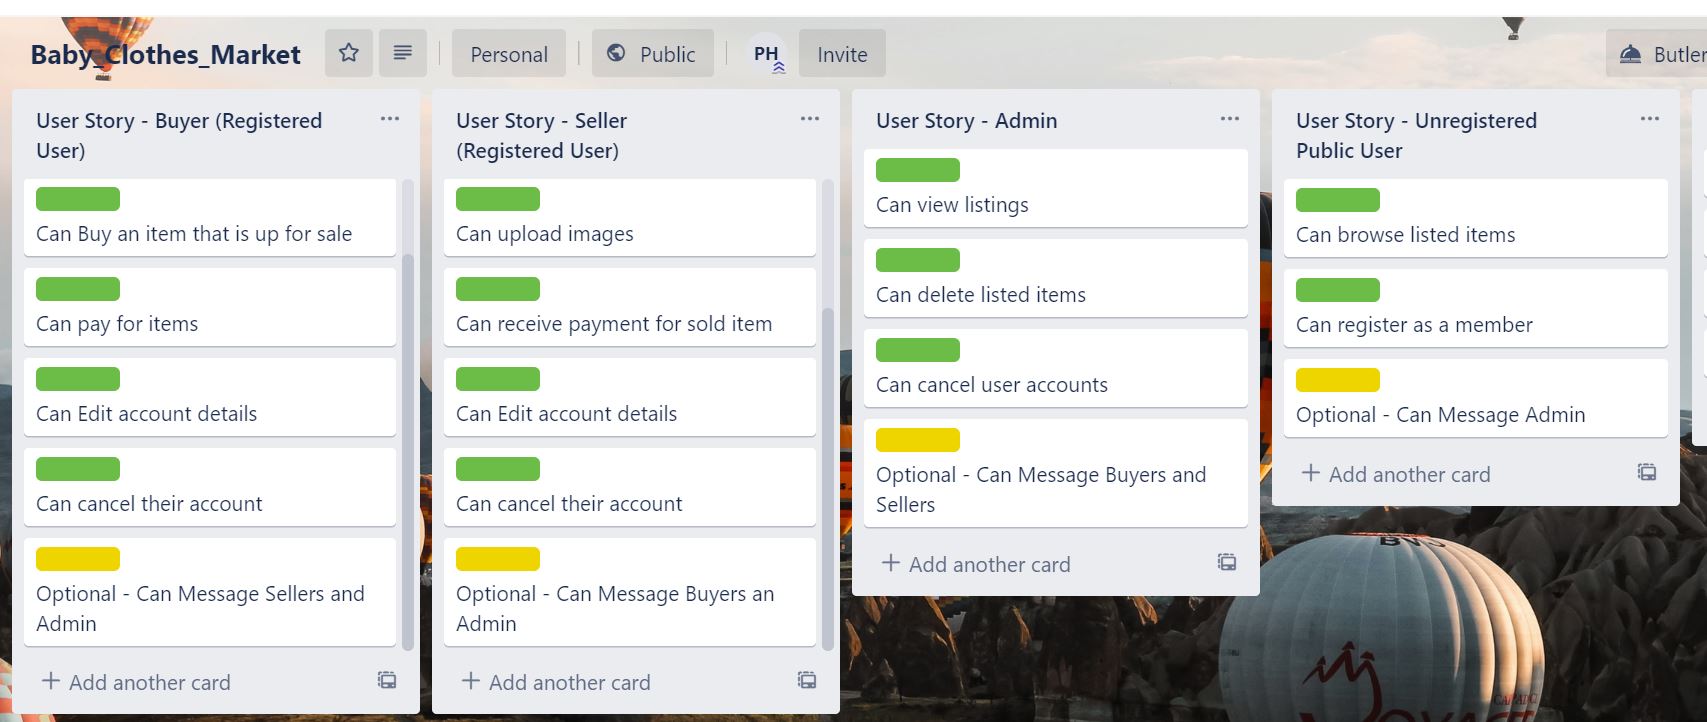 Baby_Clothes_Market
Personal
Public
PH
Invite
Butler
User Story - Buyer (Registered
User)
Can Buy an item that is up for sale
Can pay for items
Can Edit account details
Can cancel their account
Optional - Can Message Sellers and
Admin
Add another card
User Story - Seller
(Registered User)
Can upload images
Can receive payment for sold item
Can Edit account details
Can cancel their account
Optional - Can Message Buyers an
Admin
Add another card
User Story - Admin
Can view listings
Can delete listed items
Can cancel user accounts
Optional - Can Message Buyers and
Sellers
Add another card
User Story - Unregistered
Public User
Can browse listed items
Can register as a member
Optional - Can Message Admin
Add another card